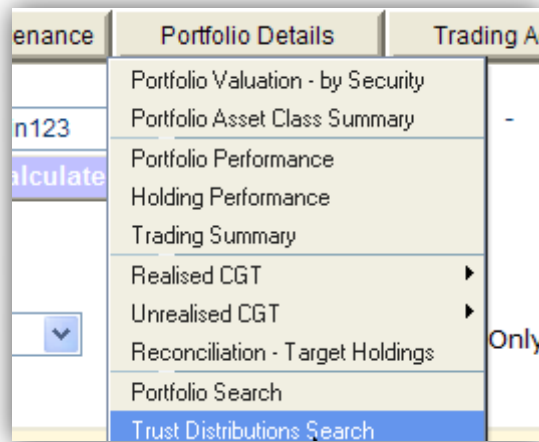 enance Portfolio Details Trading A
Portfolio Valuation - by Security
n123 Portfolio Asset Class Summary -
alculate Portfolio Performance
Holding Performance
Trading Summary
Realised CGT
Unrealised CGT
Reconciliation - Target Holdings Only
Portfolio Search
Trust Distributions Search